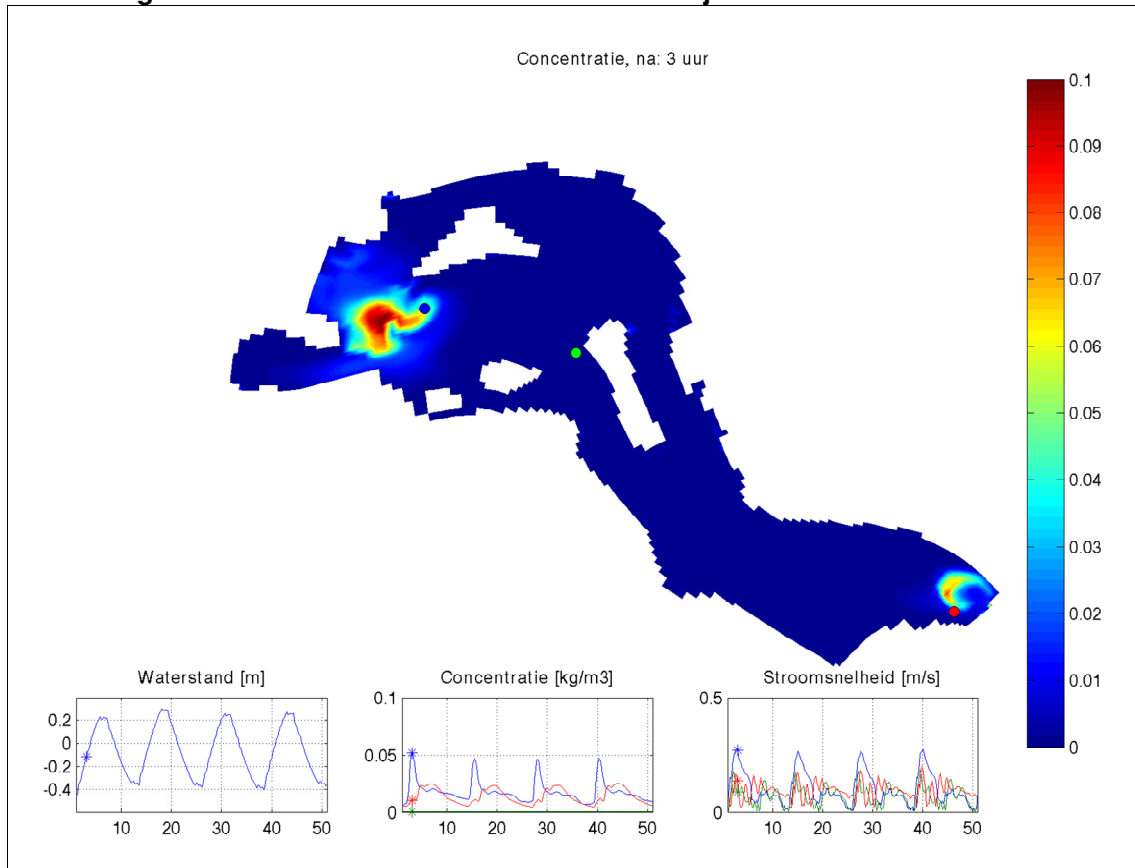 Concentratie, na: 3 uur
0.1
0.09
0.08
0.07
0.06
0.05
0.04
0.03
0.02
0.01
0
Waterstand [m]
0.2
0
-0.2
-0.4
10 20 30 40 50
Concentratie [kg/m3]
0.1
0.05
0
10 20 30 40 50
Stroomsnelheid [m/s]
0.5
0
10 20 30 40 50